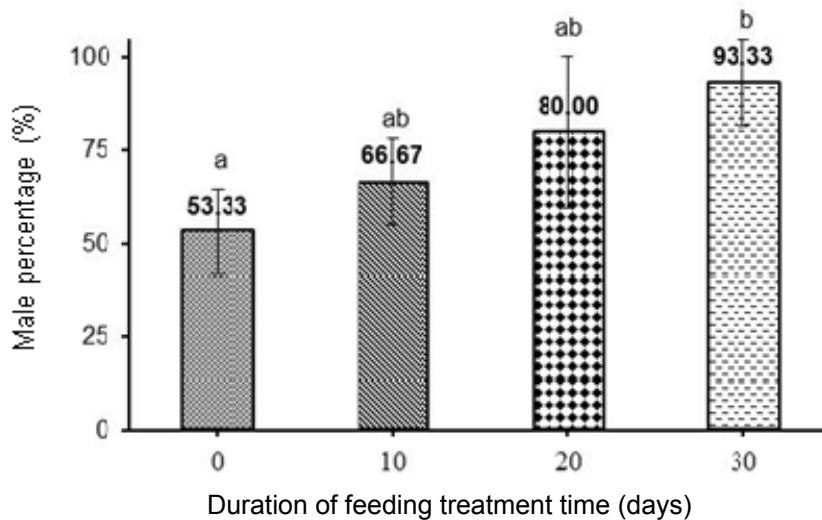 Male percentage (%)
100
75
50
25
0
a
53.33
ab
66.67
ab
80.00
b
93.33
0 10 20 30
Duration of feeding treatment time (days)